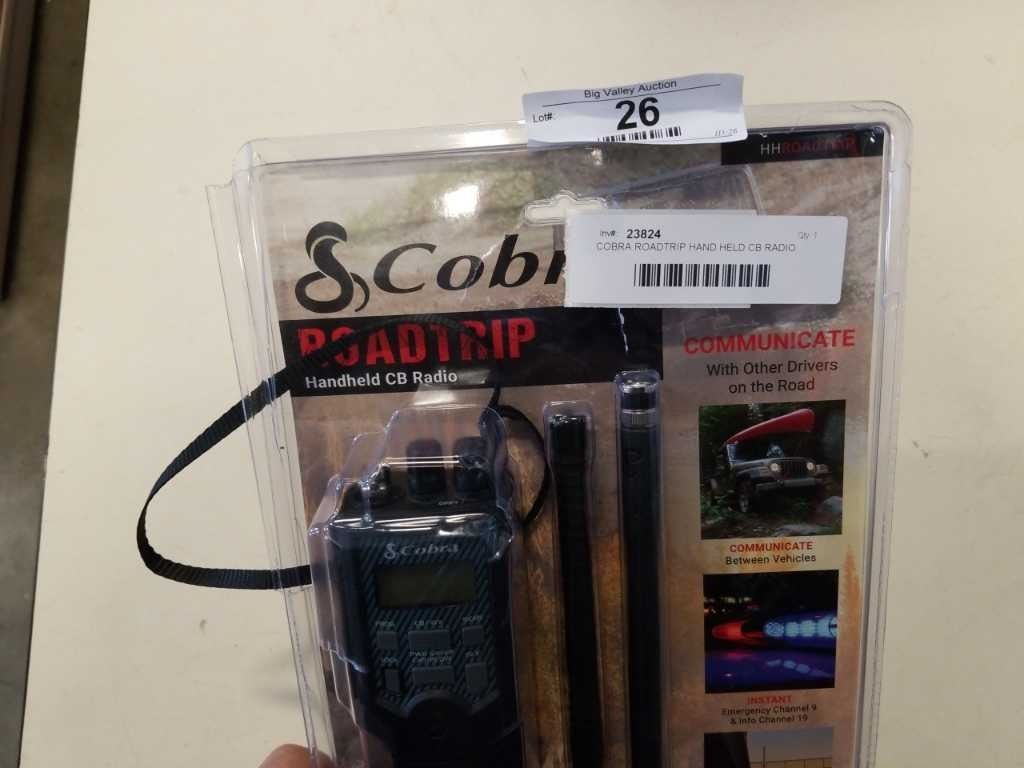 Big Valley Auction
Lot#:
26
HHROADTRIP
Inv#: 23824 Qty 1
COBRA ROADTRIP HAND HELD CB RADIO
Cobr
ROADTRIP
Handheld CB Radio
COMMUNICATE
With Other Drivers
on the Road
COMMUNICATE
Between Vehicles
Cobra
INSTANT
Emergency Channel 9
& Info Channel 19